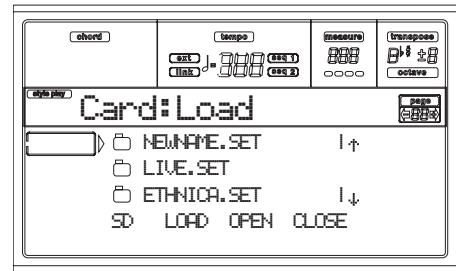 chord tempo measure transpose
ext seq 1
link seq 2
octave
style play
Card:Load
page
NEWNAME.SET
LIVE.SET
ETHNICA.SET
SD LOAD OPEN CLOSE